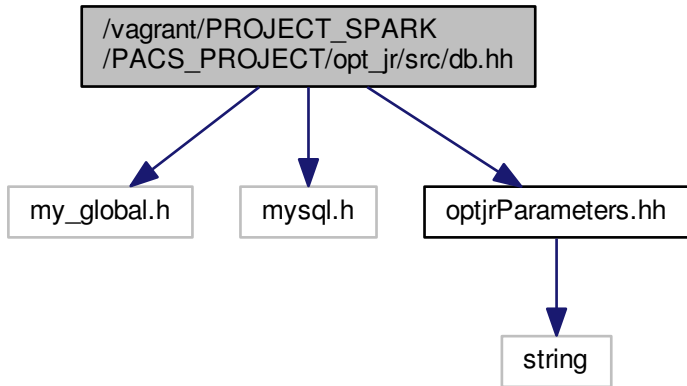 /vagrant/PROJECT_SPARK
/PACS_PROJECT/opt_jr/src/db.hh
my_global.h
mysql.h
optjrParameters.hh
string